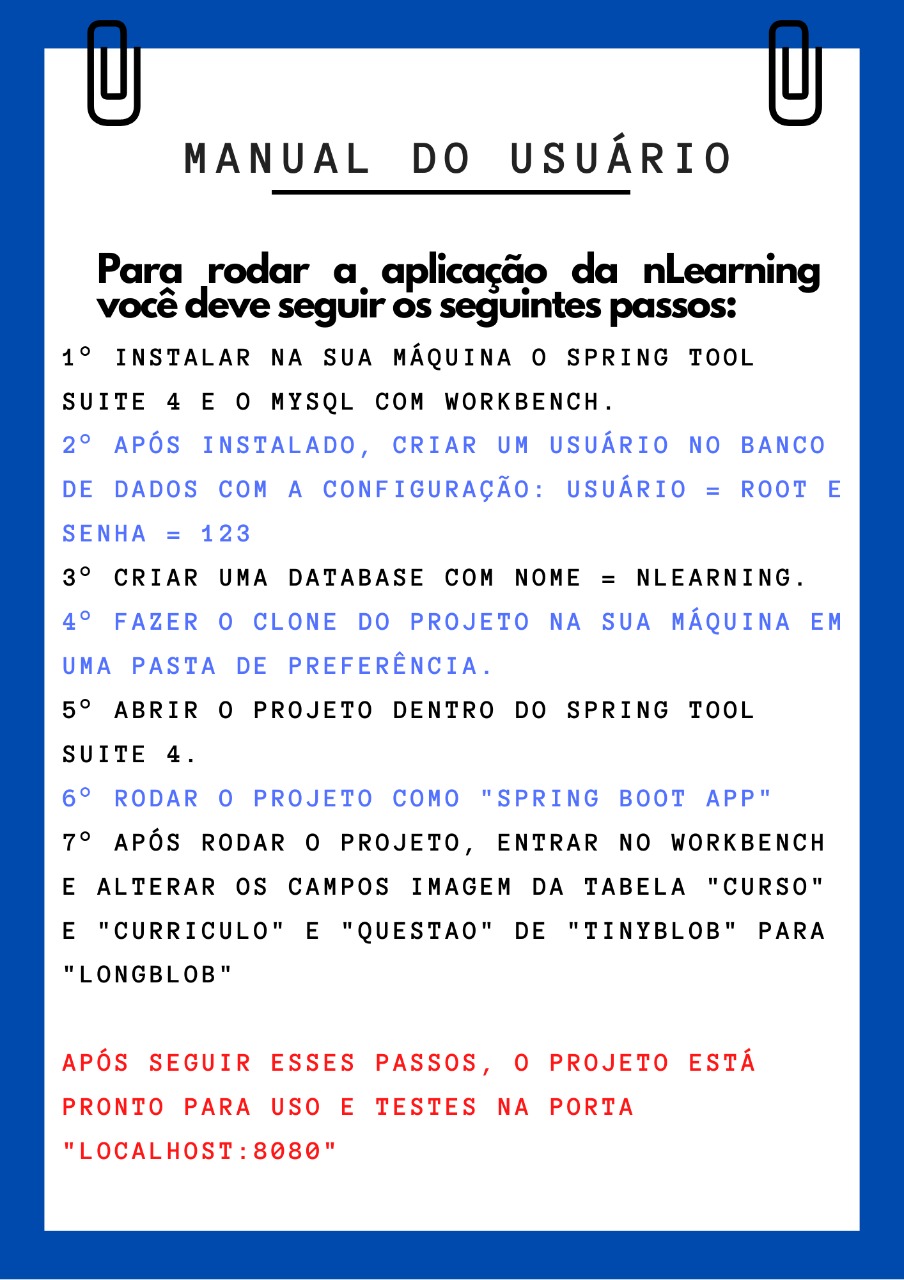 MANUAL DO USUÁRIO
Para rodar a aplicação da nLearning
você deve seguir os seguintes passos:
1° INSTALAR NA SUA MÁQUINA O SPRING TOOL
SUITE 4 E O MYSQL COM WORKBENCH.
2° APÓS INSTALADO, CRIAR UM USUÁRIO NO BANCO
DE DADOS COM A CONFIGURAÇÃO: USUÁRIO = ROOT E
SENHA = 123
3° CRIAR UMA DATABASE COM NOME = NLEARNING.
4° FAZER O CLONE DO PROJETO NA SUA MÁQUINA EM
UMA PASTA DE PREFERÊNCIA.
5° ABRIR O PROJETO DENTRO DO SPRING TOOL
SUITE 4.
6° RODAR O PROJETO COMO "SPRING BOOT APP"
7° APÓS RODAR O PROJETO, ENTRAR NO WORKBENCH
E ALTERAR OS CAMPOS IMAGEM DA TABELA "CURSO"
E "CURRICULO" E "QUESTAO" DE "TINYBLOB" PARA
"LONGBLOB"
APÓS SEGUIR ESSES PASSOS, O PROJETO ESTÁ
PRONTO PARA USO E TESTES NA PORTA
"LOCALHOST:8080"